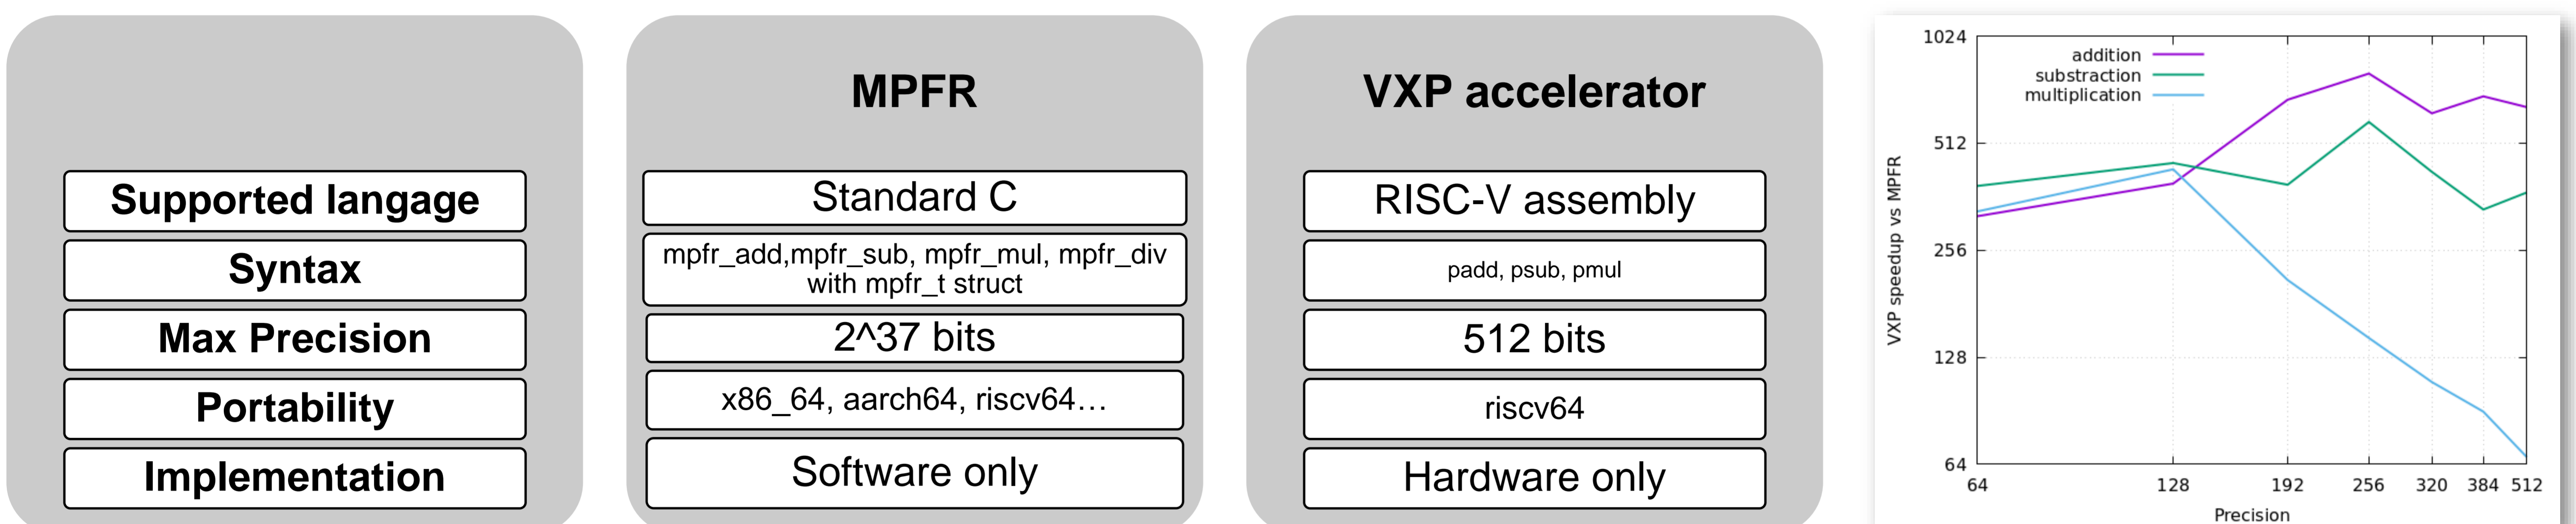 Supported langage
Syntax
Max Precision
Portability
Implementation
MPFR
Standard C
mpfr_add,mpfr_sub, mpfr_mul, mpfr_div
with mpfr_t struct
2^37 bits
x86_64, aarch64, riscv64…
Software only
VXP accelerator
RISC-V assembly
padd, psub, pmul
512 bits
riscv64
Hardware only
addition
substraction
multiplication
VXP speedup vs MPFR
1024
512
256
128
64
64 128 192 256 320 384 512
Precision